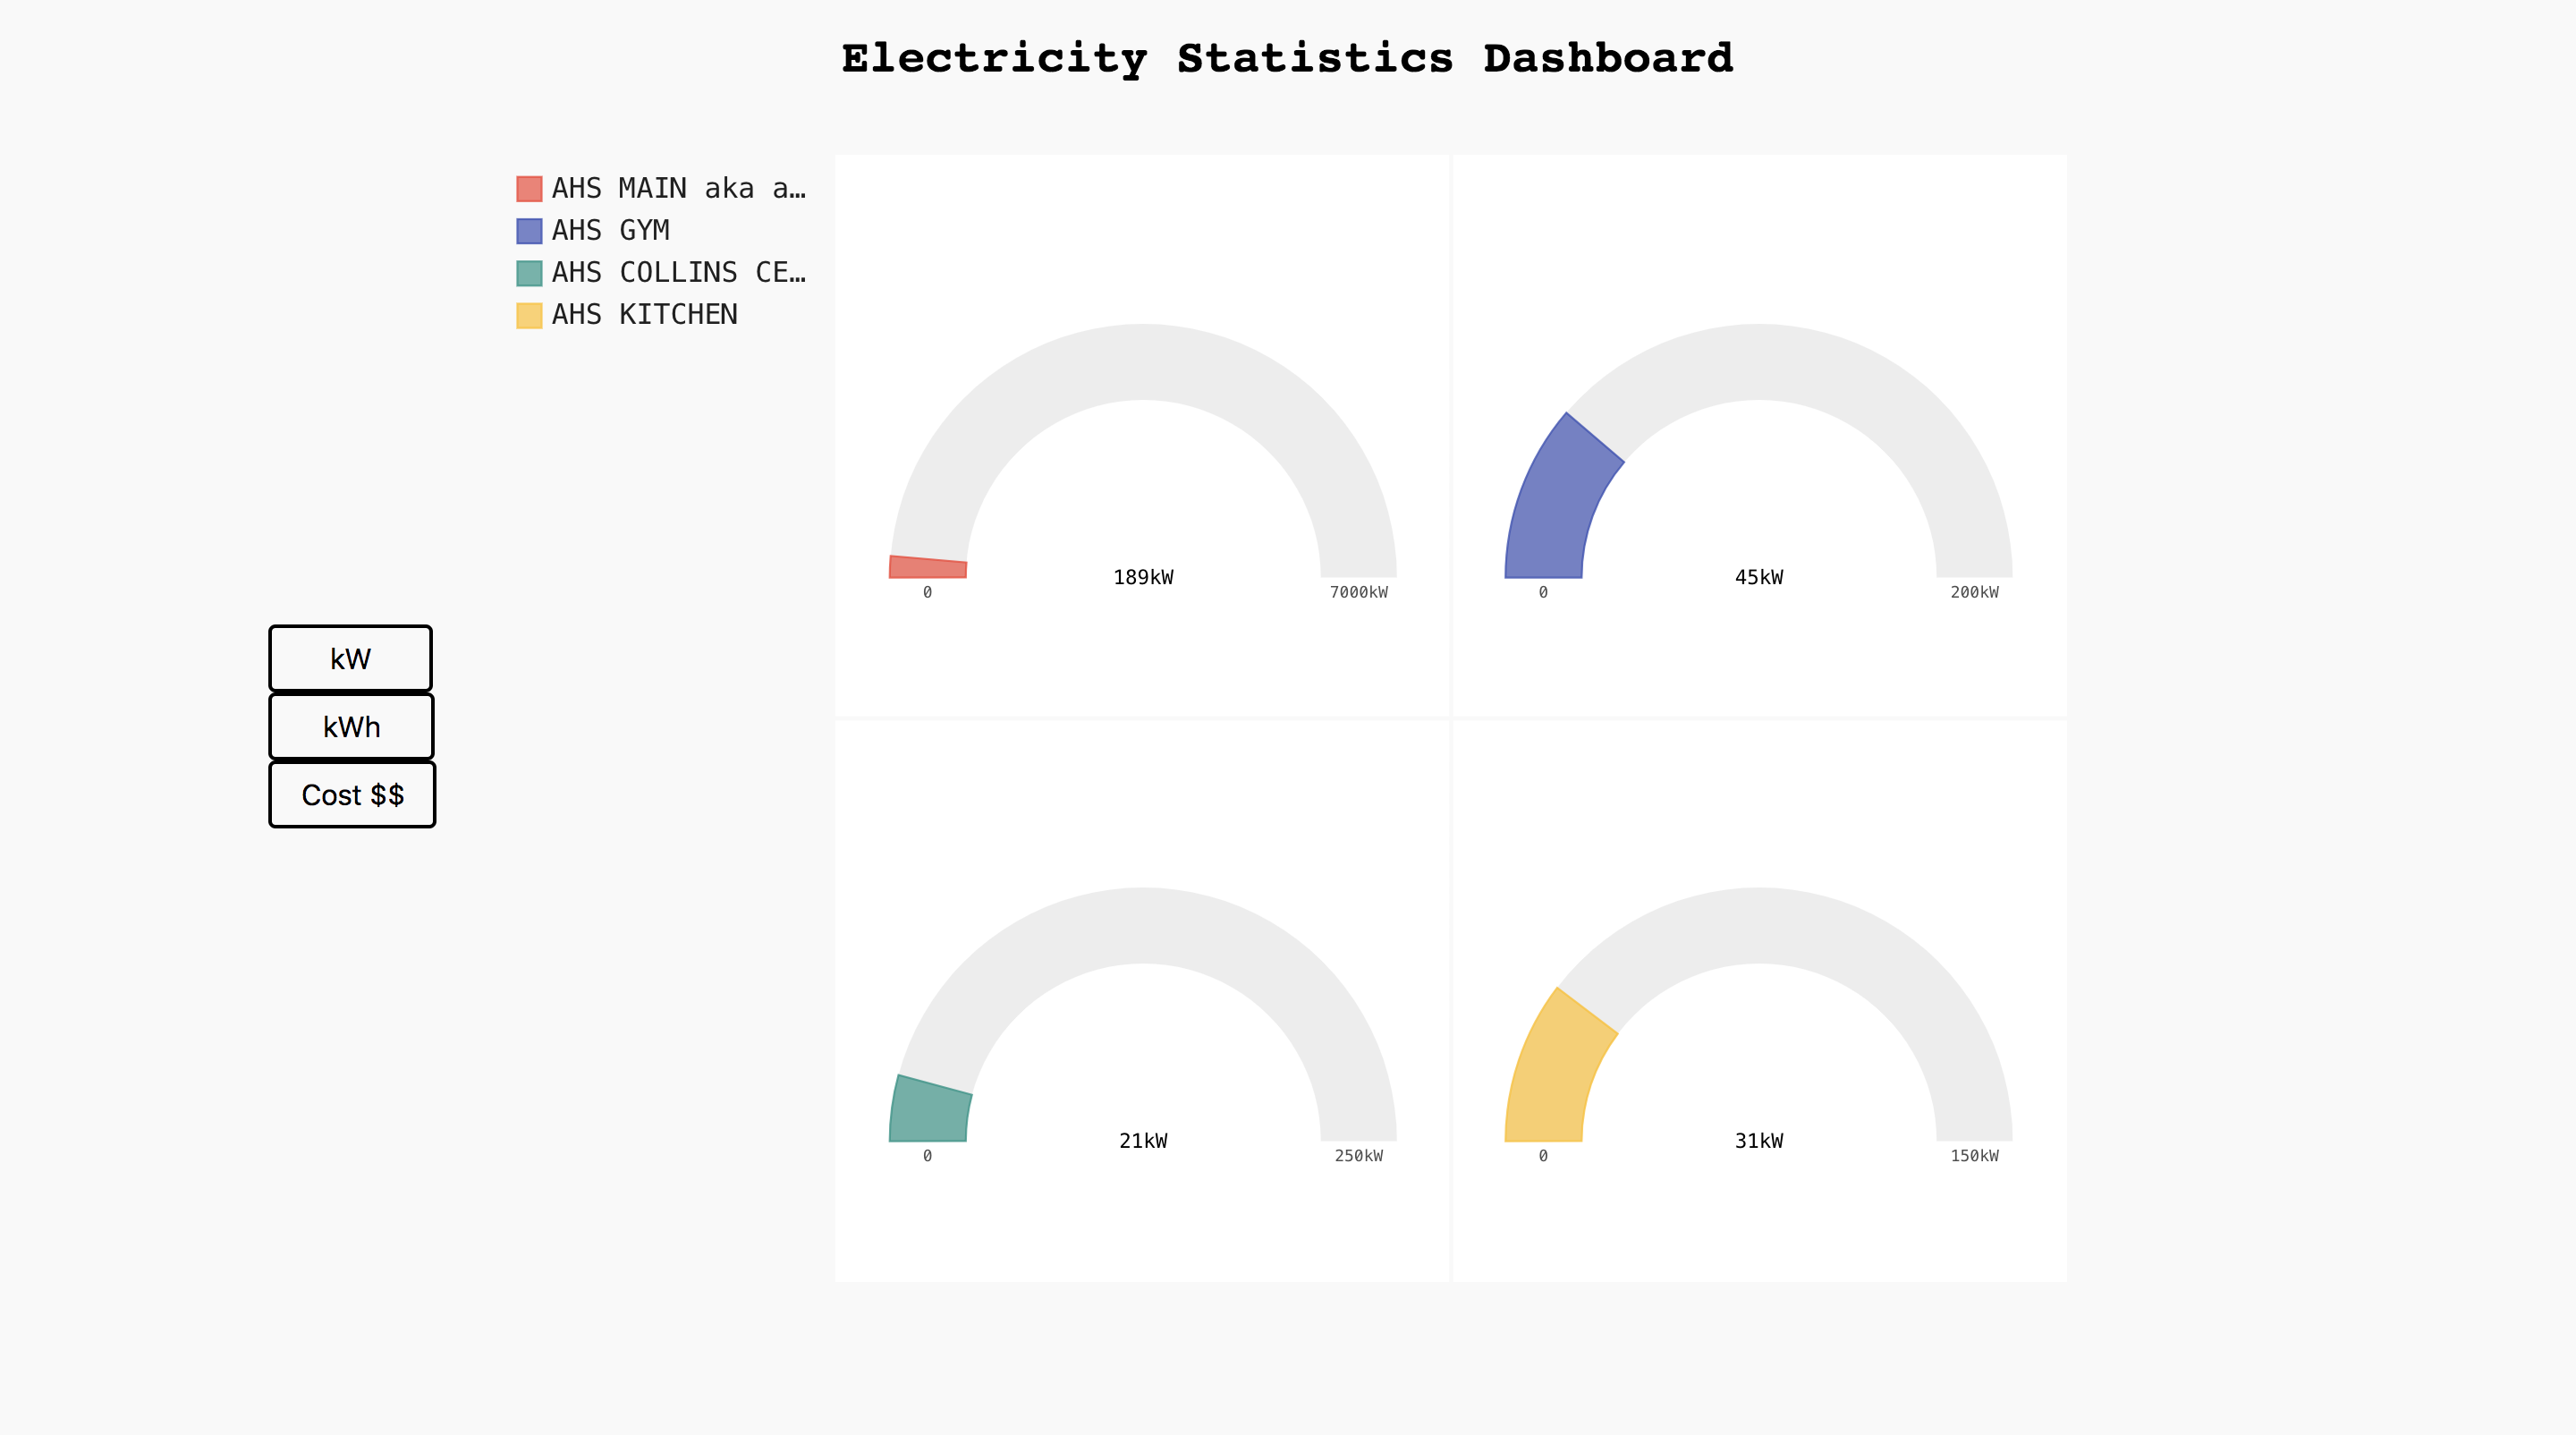 Electricity Statistics Dashboard
AHS MAIN aka a…
AHS GYM
AHS COLLINS CE…
AHS KITCHEN
189kW
0
7000kW
45kW
0
200kW
kW
kWh
Cost $$
21kW
0
250kW
31kW
0
150kW